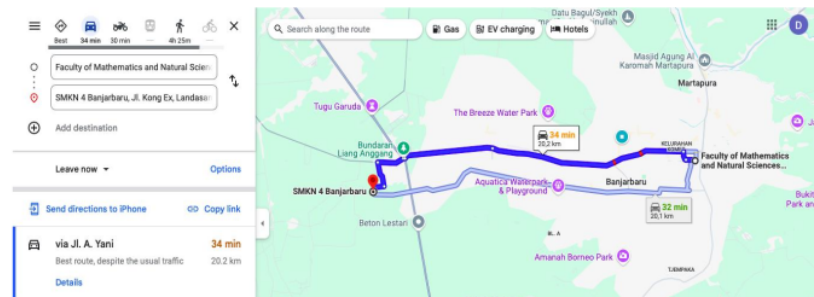 Best
34 min
30 min
4h 25m
Faculty of Mathematics and Natural Scien
SMKN 4 Banjarbaru, Jl. Kong Ex, Landasa
Add destination
Leave now
Options
Send directions to iPhone
Copy link
via Jl. A. Yani
34 min
Best route, despite the usual traffic
20.2 km
Details
Search along the route
Gas
EV charging
Hotels
D
Datu Bagul/Syekh
Masjid Agung Al
Karomah Martapura
Martapura
Tugu Garuda
The Breeze Water Park
34 min
20,2 km
Bundaran
Liang Anggang
KELURAHAN
Faculty of Mathematics
and Natural Sciences...
SMKN 4 Banjarbaru
Aquatica Waterpark
& Playground
Banjarbaru
32 min
20,1 km
Bukit
Park an
Beton Lestari
BL. A
Amanah Borneo Park